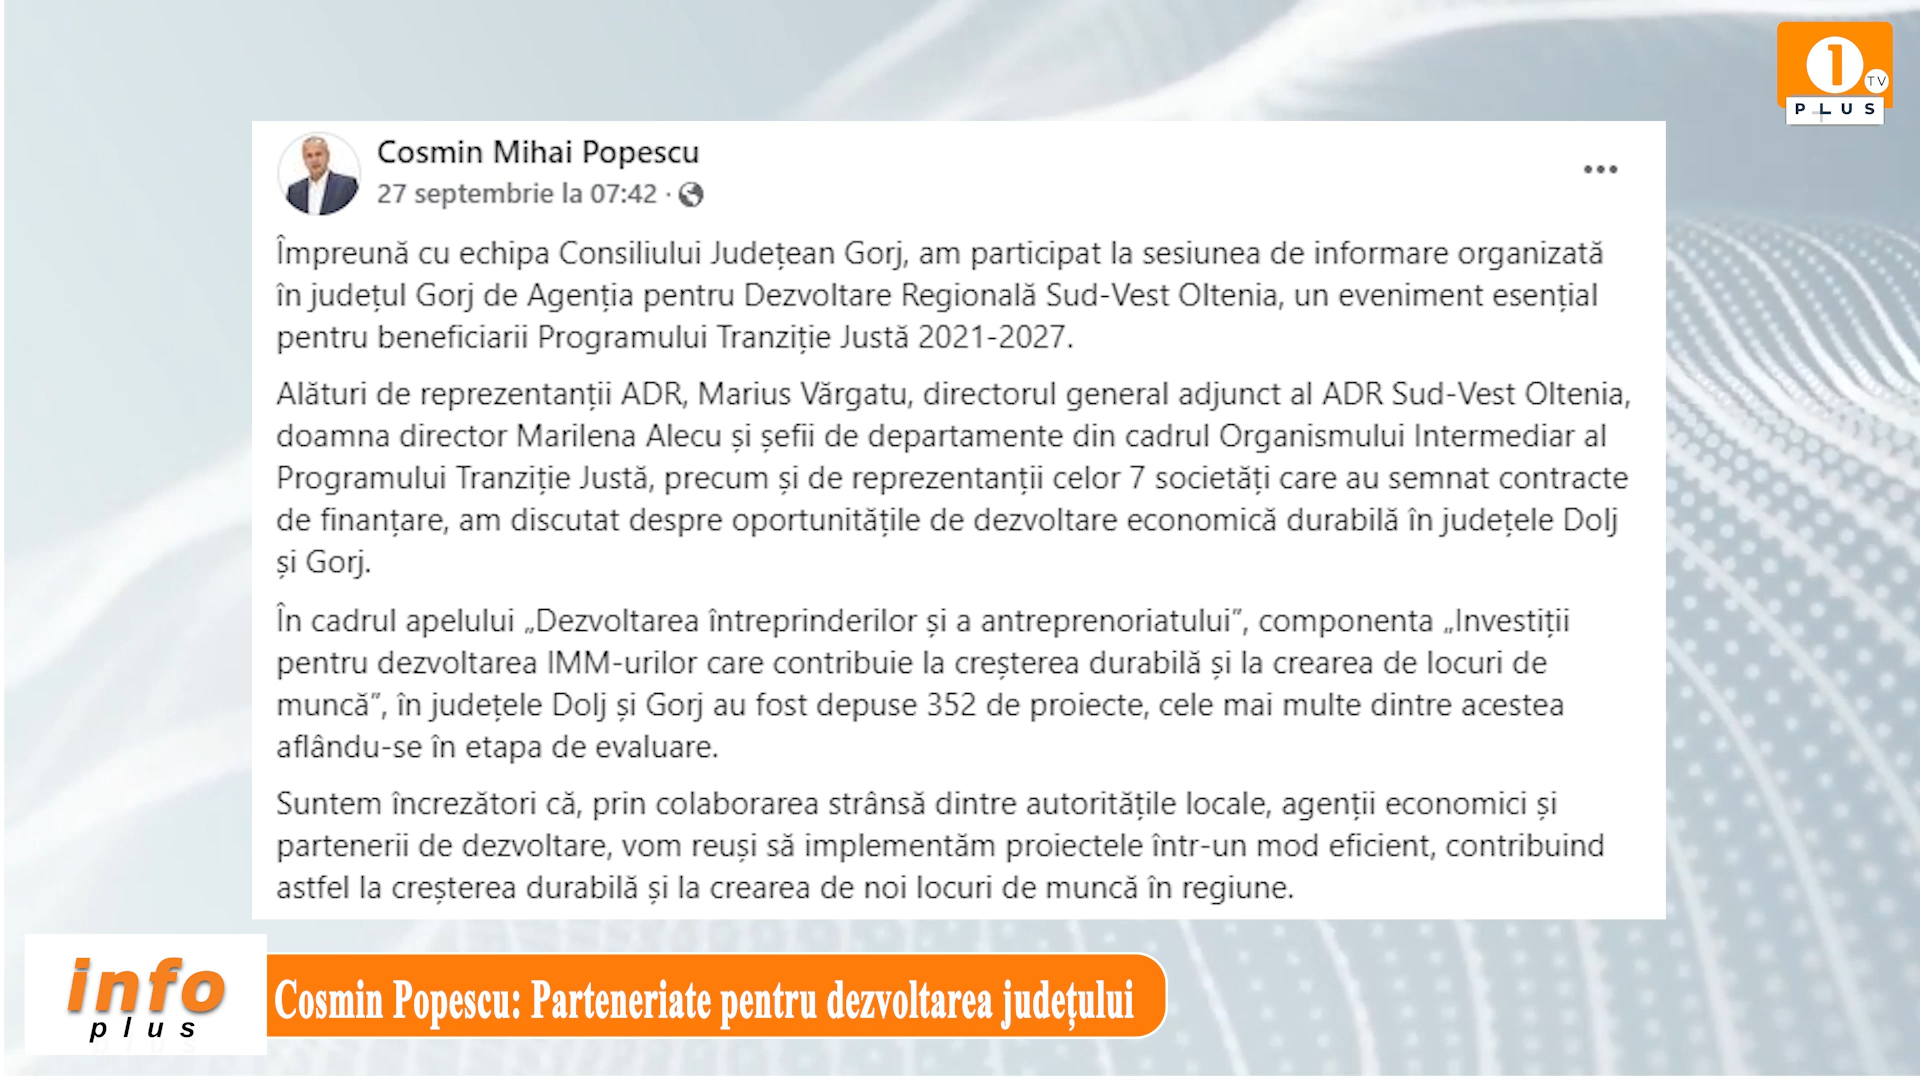 1
TV
PLUS
Cosmin Mihai Popescu
27 septembrie la 07:42 ·
Împreună cu echipa Consiliului Județean Gorj, am participat la sesiunea de informare organizată
în județul Gorj de Agenția pentru Dezvoltare Regională Sud-Vest Oltenia, un eveniment esențial
pentru beneficiarii Programului Tranziție Justă 2021-2027.
Alături de reprezentanții ADR, Marius Vărgatu, directorul general adjunct al ADR Sud-Vest Oltenia,
doamna director Marilena Alecu și șefii de departamente din cadrul Organismului Intermediar al
Programului Tranziție Justă, precum și de reprezentanții celor 7 societăți care au semnat contracte
de finanțare, am discutat despre oportunitățile de dezvoltare economică durabilă în județele Dolj
și Gorj.
În cadrul apelului „Dezvoltarea întreprinderilor și a antreprenoriatului”, componenta „Investiții
pentru dezvoltarea IMM-urilor care contribuie la creșterea durabilă și la crearea de locuri de
muncă”, în județele Dolj și Gorj au fost depuse 352 de proiecte, cele mai multe dintre acestea
aflându-se în etapa de evaluare.
Suntem încrezători că, prin colaborarea strânsă dintre autoritățile locale, agenții economici și
partenerii de dezvoltare, vom reuși să implementăm proiectele într-un mod eficient, contribuind
astfel la creșterea durabilă și la crearea de noi locuri de muncă în regiune.
info
plus
Cosmin Popescu: Parteneriate pentru dezvoltarea județului